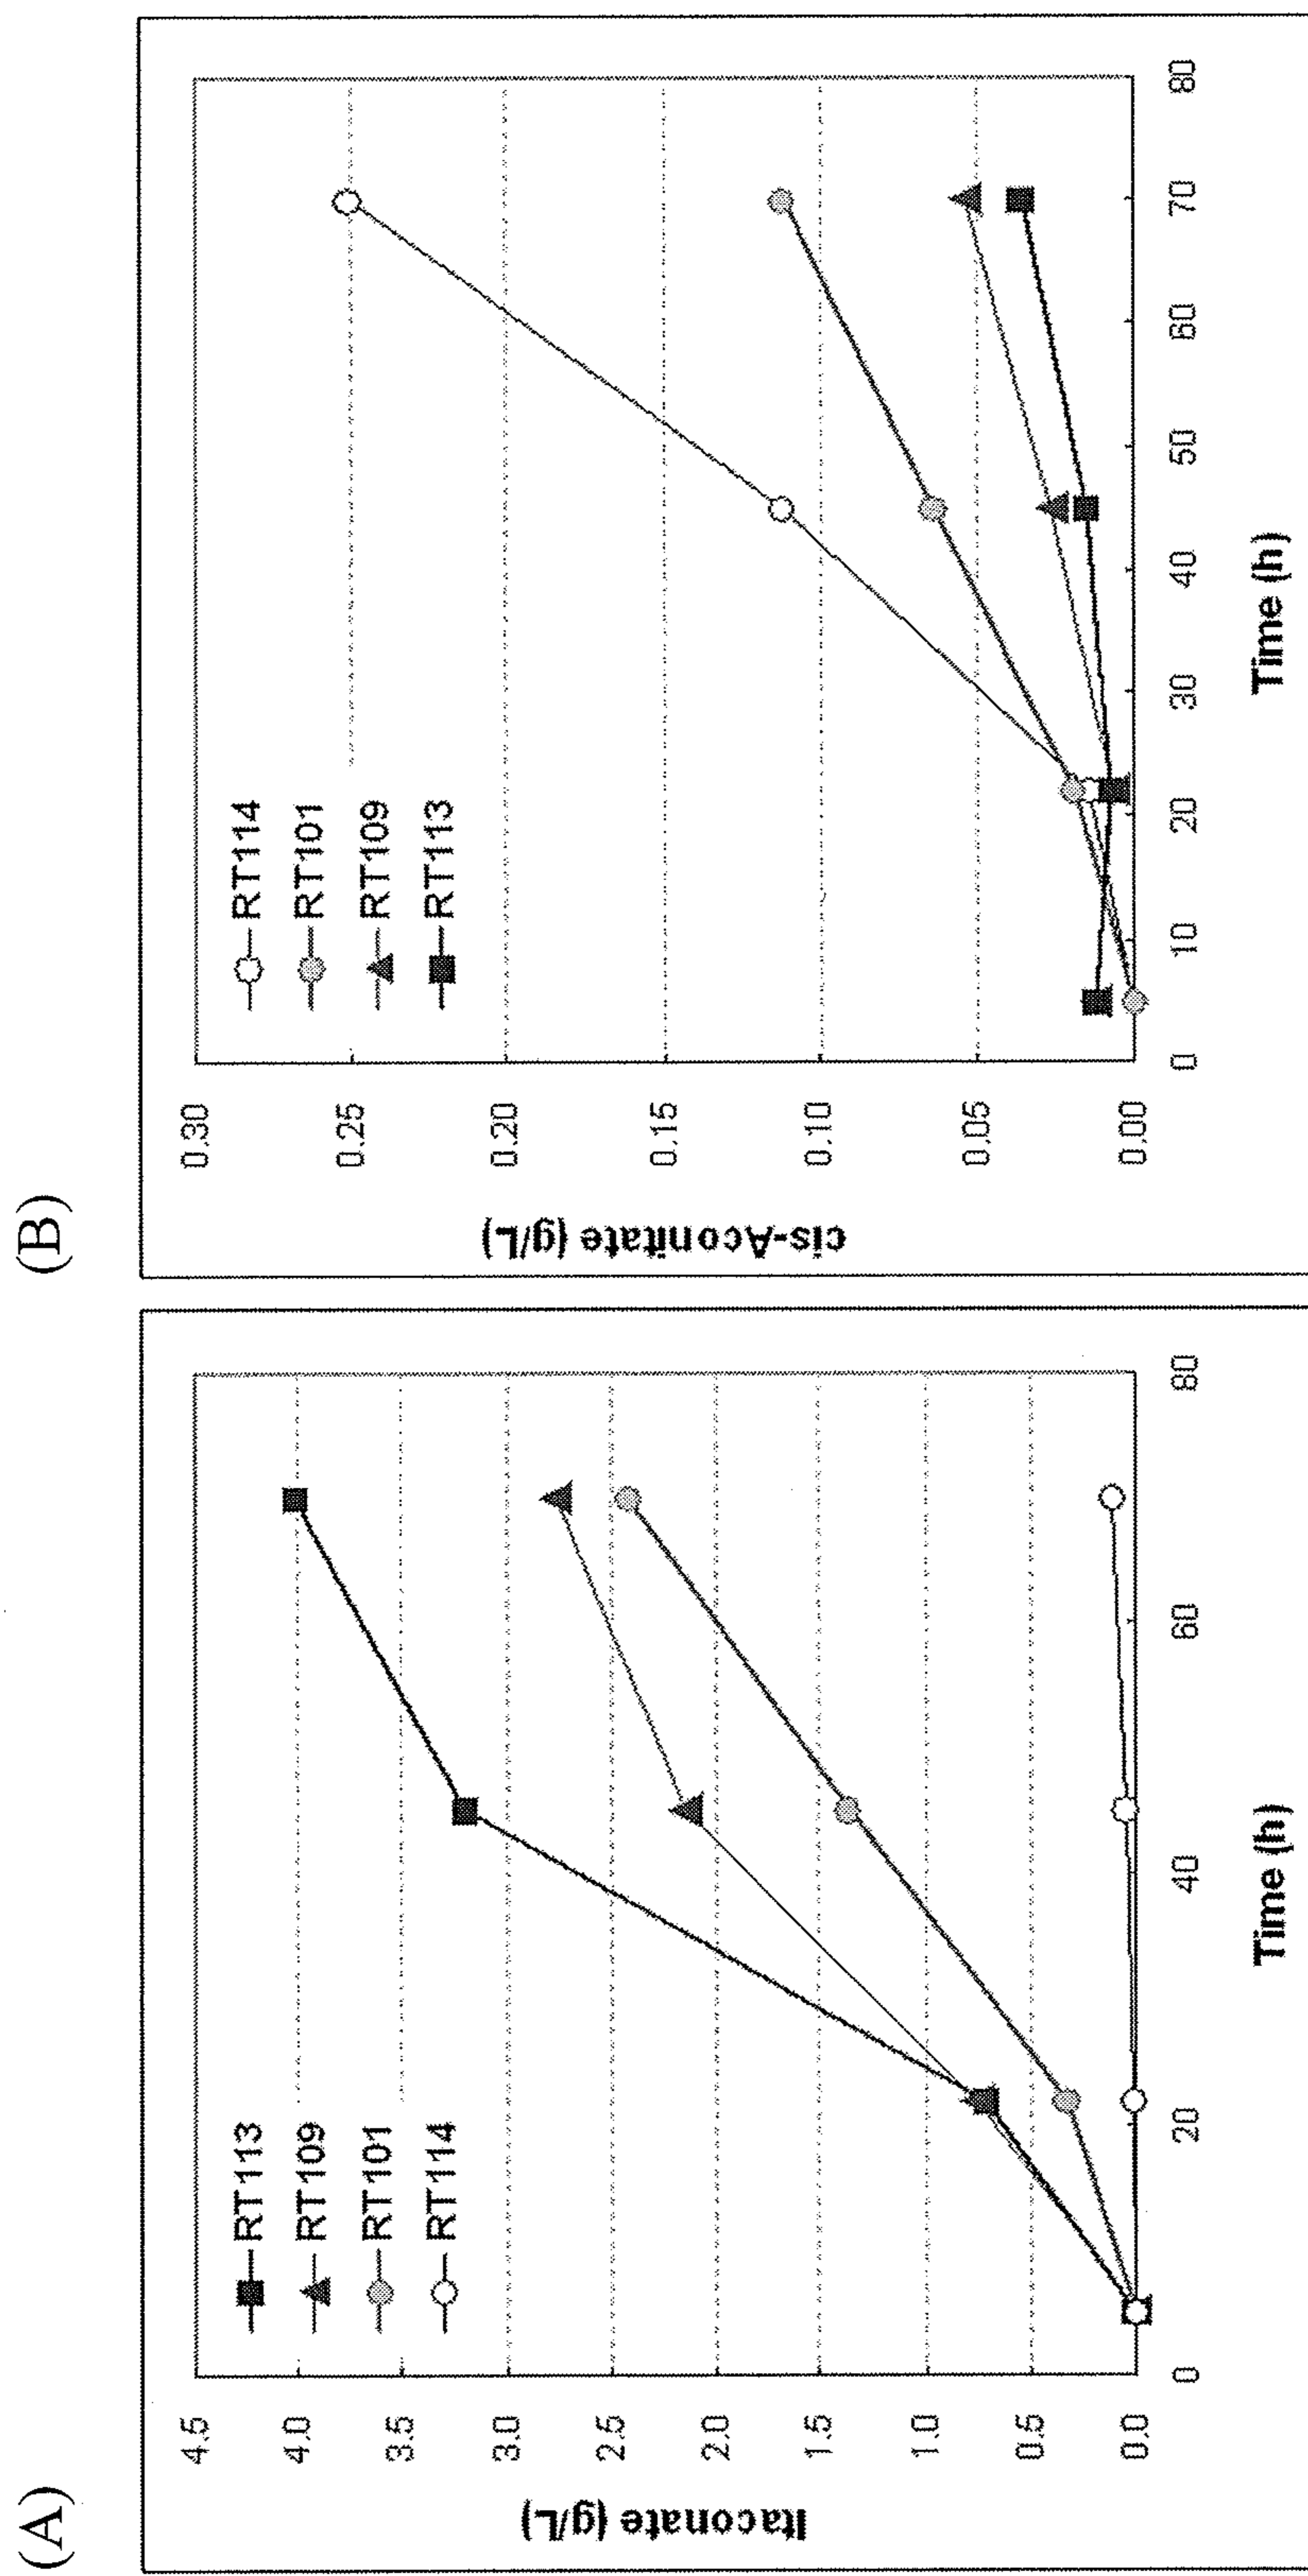 (A)
Itaconate (g/L)
4.5
4.0
3.5
3.0
2.5
2.0
1.5
1.0
0.5
0.0
RT113
RT109
RT101
RT114
0 20 40 60 80
Time (h)
(B)
cis-Aconitate (g/L)
0.30
0.25
0.20
0.15
0.10
0.05
0.00
RT114
RT101
RT109
RT113
0 10 20 30 40 50 60 70 80
Time (h)